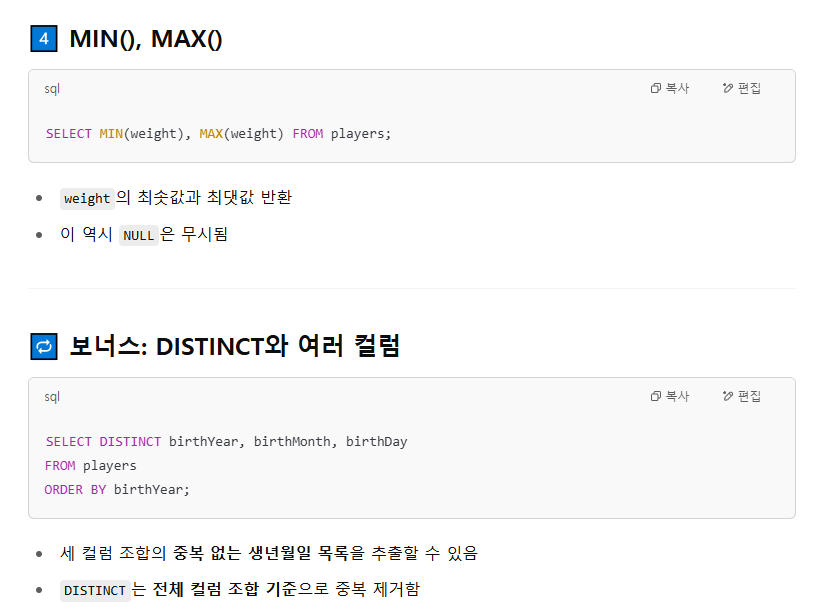 4 MIN(), MAX()
sql 복사 편집
SELECT MIN(weight), MAX(weight) FROM players;
weight의 최솟값과 최댓값 반환
이 역시 NULL은 무시됨
보너스: DISTINCT와 여러 컬럼
sql 복사 편집
SELECT DISTINCT birthYear, birthMonth, birthDay
FROM players
ORDER BY birthYear;
세 컬럼 조합의 중복 없는 생년월일 목록을 추출할 수 있음
DISTINCT는 전체 컬럼 조합 기준으로 중복 제거함